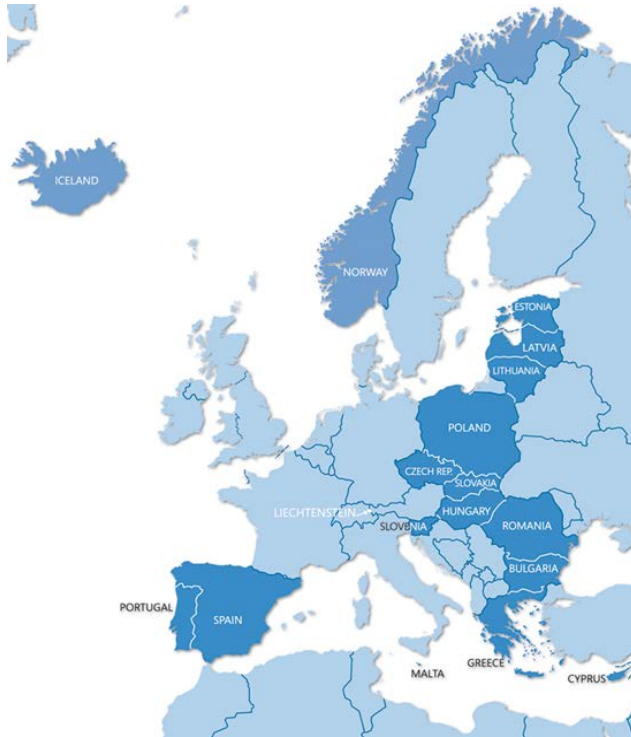 ICELAND
NORWAY
ESTONIA
LATVIA
LITHUANIA
POLAND
CZECH REP.
SLOVAKIA
LIECHTENSTEIN
HUNGARY
SLOVENIA
ROMANIA
BULGARIA
PORTUGAL
SPAIN
GREECE
MALTA
CYPRUS